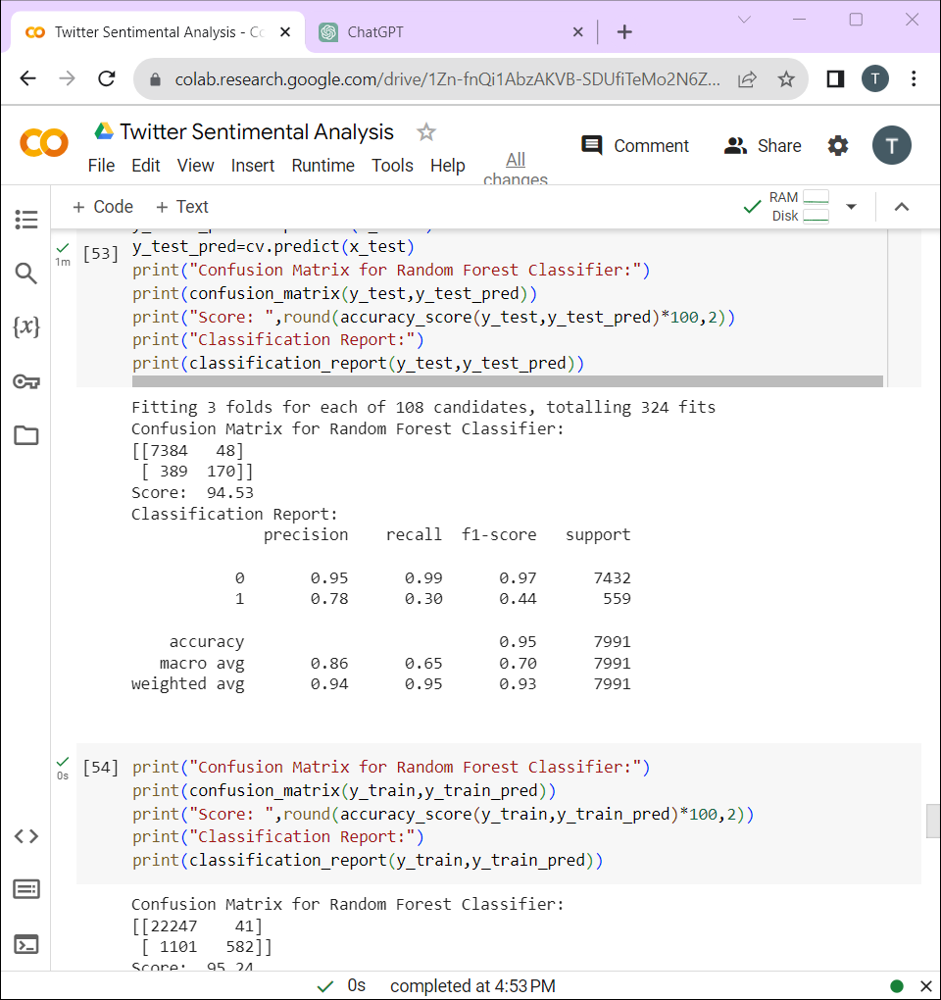 Twitter Sentimental Analysis - Co
ChatGPT
colab.research.google.com/drive/1Zn-fnQi1AbzAKVB-SDUfiTeMo2N6Z...
T
Twitter Sentimental Analysis
File Edit View Insert Runtime Tools Help
All changes
Comment
Share
T
+ Code + Text
RAM
Disk
1m
[53]
y_test_pred=cv.predict(x_test)
print("Confusion Matrix for Random Forest Classifier:")
print(confusion_matrix(y_test,y_test_pred))
print("Score: ",round(accuracy_score(y_test,y_test_pred)*100,2))
print("Classification Report:")
print(classification_report(y_test,y_test_pred))
Fitting 3 folds for each of 108 candidates, totalling 324 fits
Confusion Matrix for Random Forest Classifier:
[[7384   48]
 [ 389  170]]
Score:  94.53
Classification Report:
              precision    recall  f1-score   support
           0       0.95      0.99      0.97      7432
           1       0.78      0.30      0.44       559
    accuracy                           0.95      7991
   macro avg       0.86      0.65      0.70      7991
weighted avg       0.94      0.95      0.93      7991
0s
[54]
print("Confusion Matrix for Random Forest Classifier:")
print(confusion_matrix(y_train,y_train_pred))
print("Score: ",round(accuracy_score(y_train,y_train_pred)*100,2))
print("Classification Report:")
print(classification_report(y_train,y_train_pred))
Confusion Matrix for Random Forest Classifier:
[[22247    41]
 [ 1101   582]]
Score:  95.24
0s completed at 4:53 PM